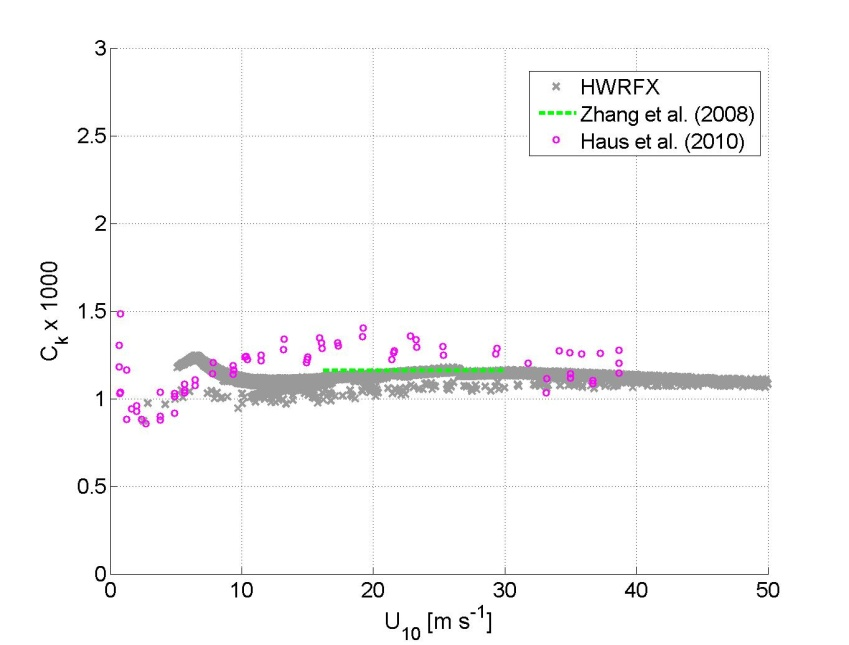 3
2.5
2
1.5
1
0.5
0
0 10 20 30 40 50
C_k x 1000
U_10 [m s^-1]
HWRFX
Zhang et al. (2008)
Haus et al. (2010)